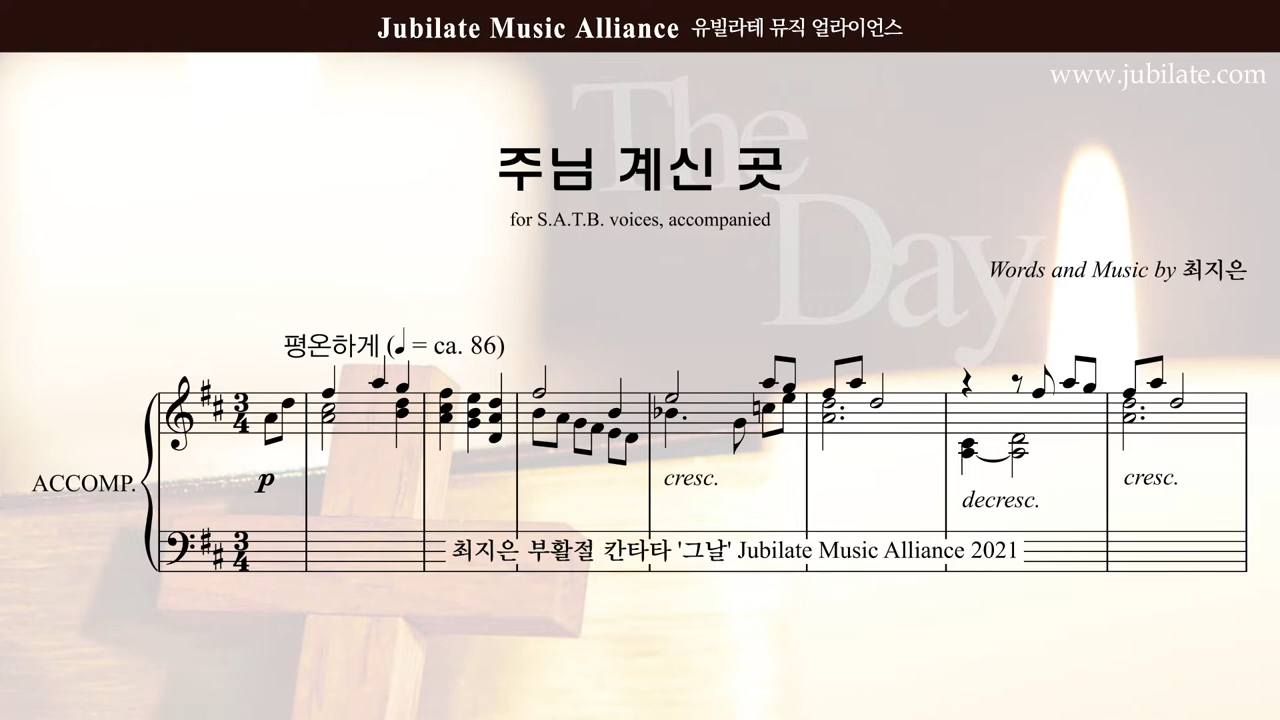 Jubilate Music Alliance 유빌라테 뮤직 얼라이언스
www.jubilate.com
The
Day
주님 계신 곳
for S.A.T.B. voices, accompanied
Words and Music by 최지은
평온하게 (♩ = ca. 86)
3
4
ACCOMP.
p
cresc.
decresc.
cresc.
3
4
최지은 부활절 칸타타 '그날' Jubilate Music Alliance 2021